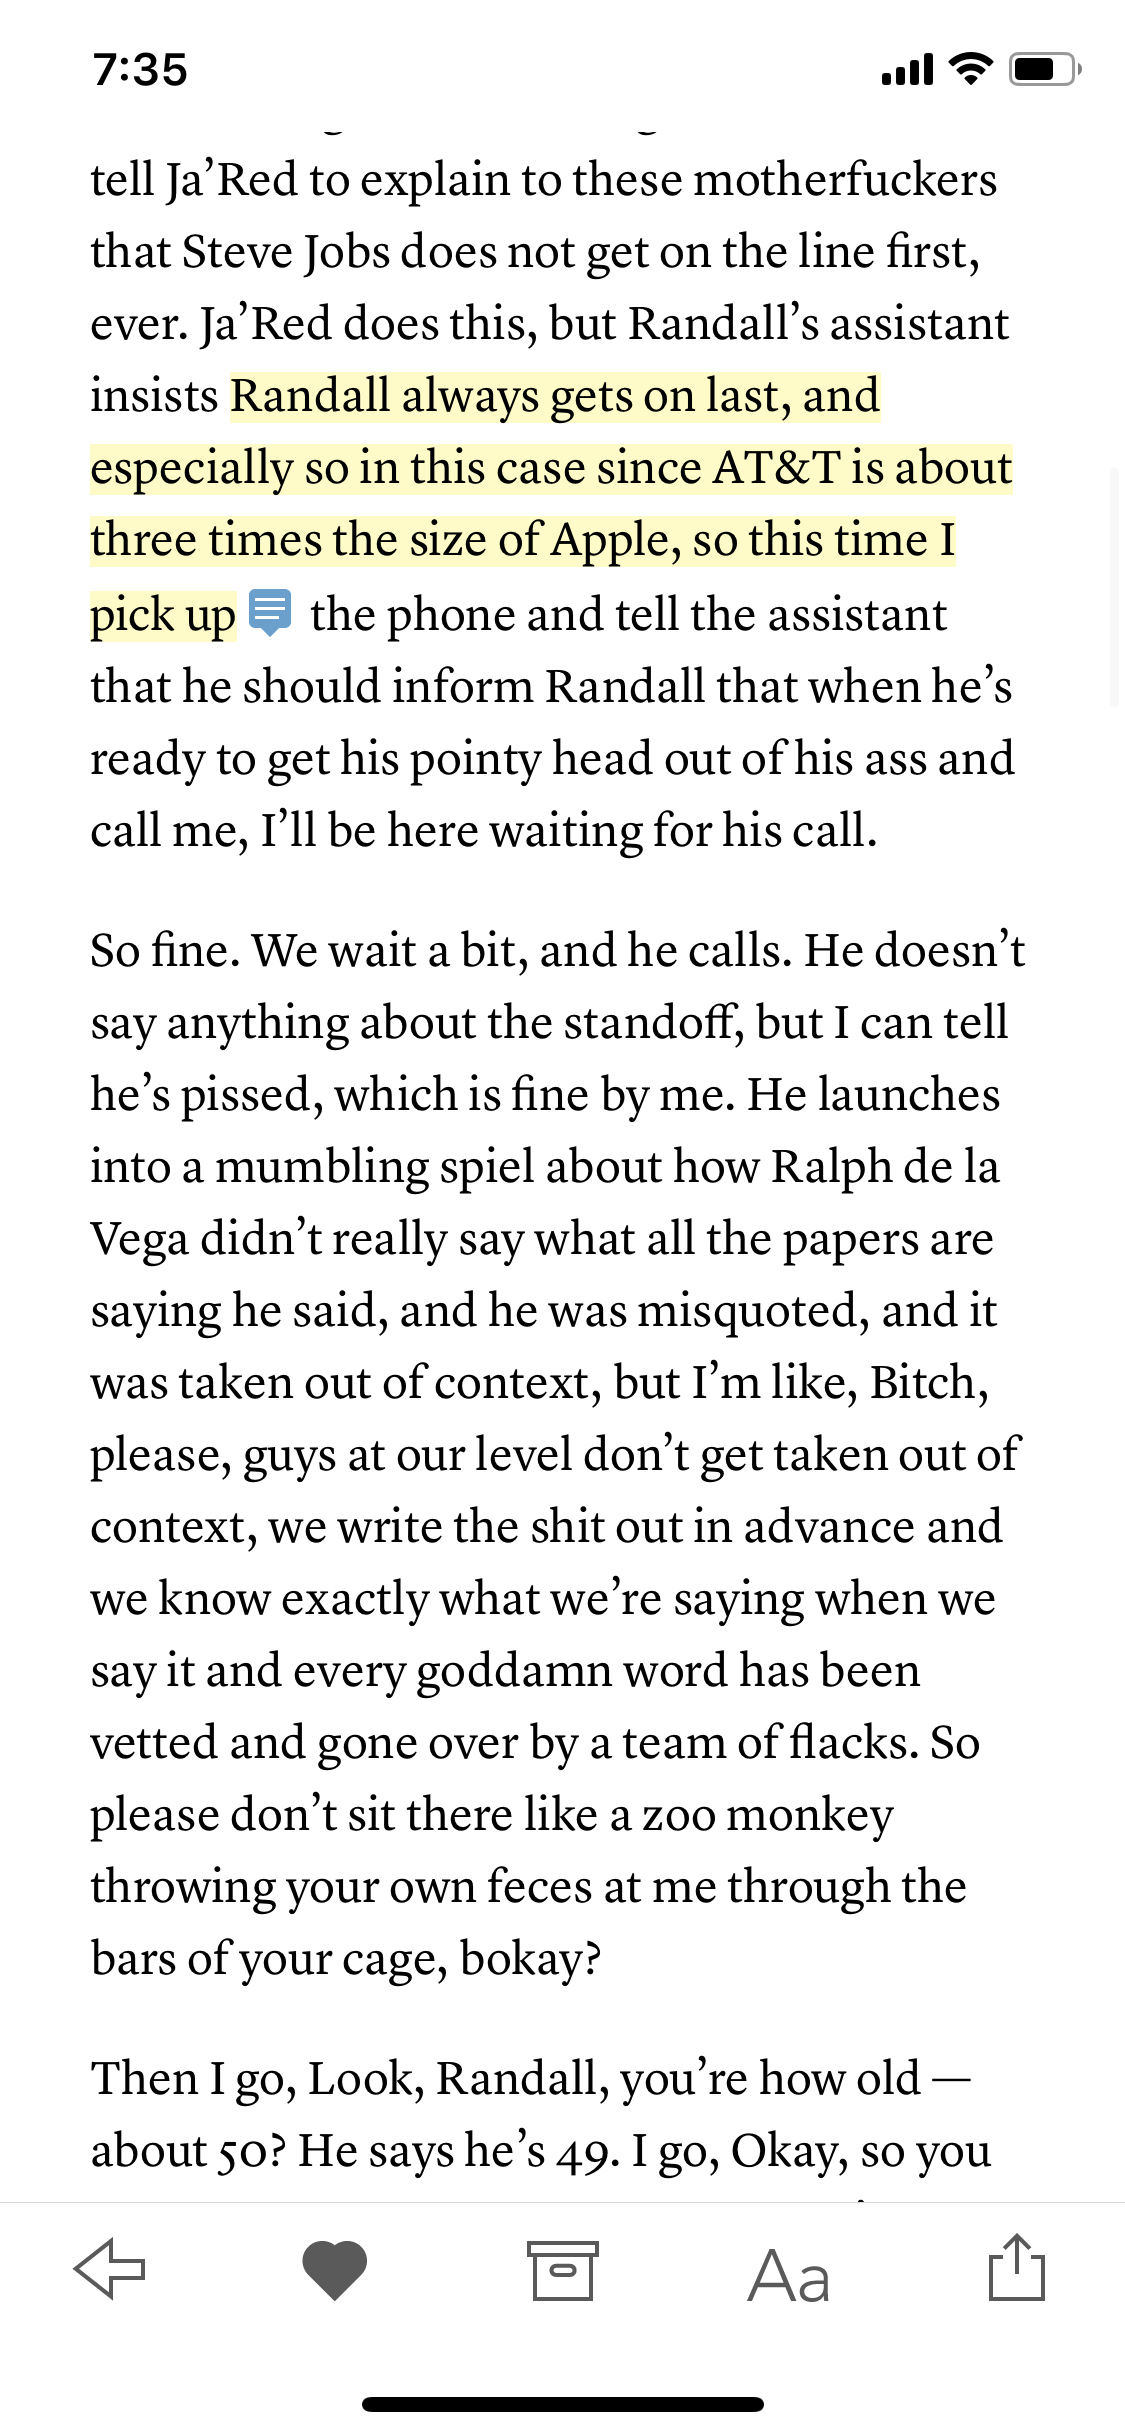 7:35
tell Ja’Red to explain to these motherfuckers
that Steve Jobs does not get on the line first,
ever. Ja’Red does this, but Randall’s assistant
insists Randall always gets on last, and
especially so in this case since AT&T is about
three times the size of Apple, so this time I
pick up the phone and tell the assistant
that he should inform Randall that when he’s
ready to get his pointy head out of his ass and
call me, I’ll be here waiting for his call.
So fine. We wait a bit, and he calls. He doesn’t
say anything about the standoff, but I can tell
he’s pissed, which is fine by me. He launches
into a mumbling spiel about how Ralph de la
Vega didn’t really say what all the papers are
saying he said, and he was misquoted, and it
was taken out of context, but I’m like, Bitch,
please, guys at our level don’t get taken out of
context, we write the shit out in advance and
we know exactly what we’re saying when we
say it and every goddamn word has been
vetted and gone over by a team of flacks. So
please don’t sit there like a zoo monkey
throwing your own feces at me through the
bars of your cage, bokay?
Then I go, Look, Randall, you’re how old —
about 50? He says he’s 49. I go, Okay, so you
Aa